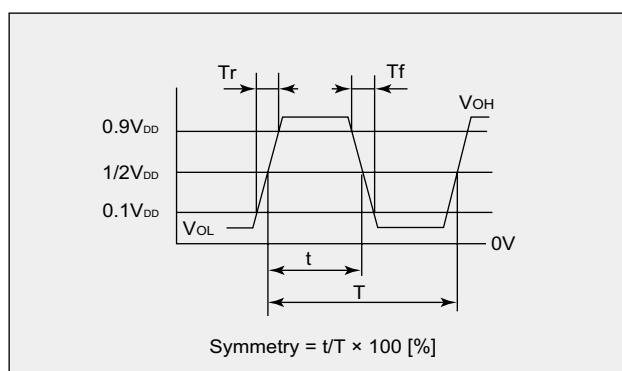 Tr Tf
VOH
0.9VDD
1/2VDD
0.1VDD
VOL
0V
t
T
Symmetry = t/T × 100 [%]